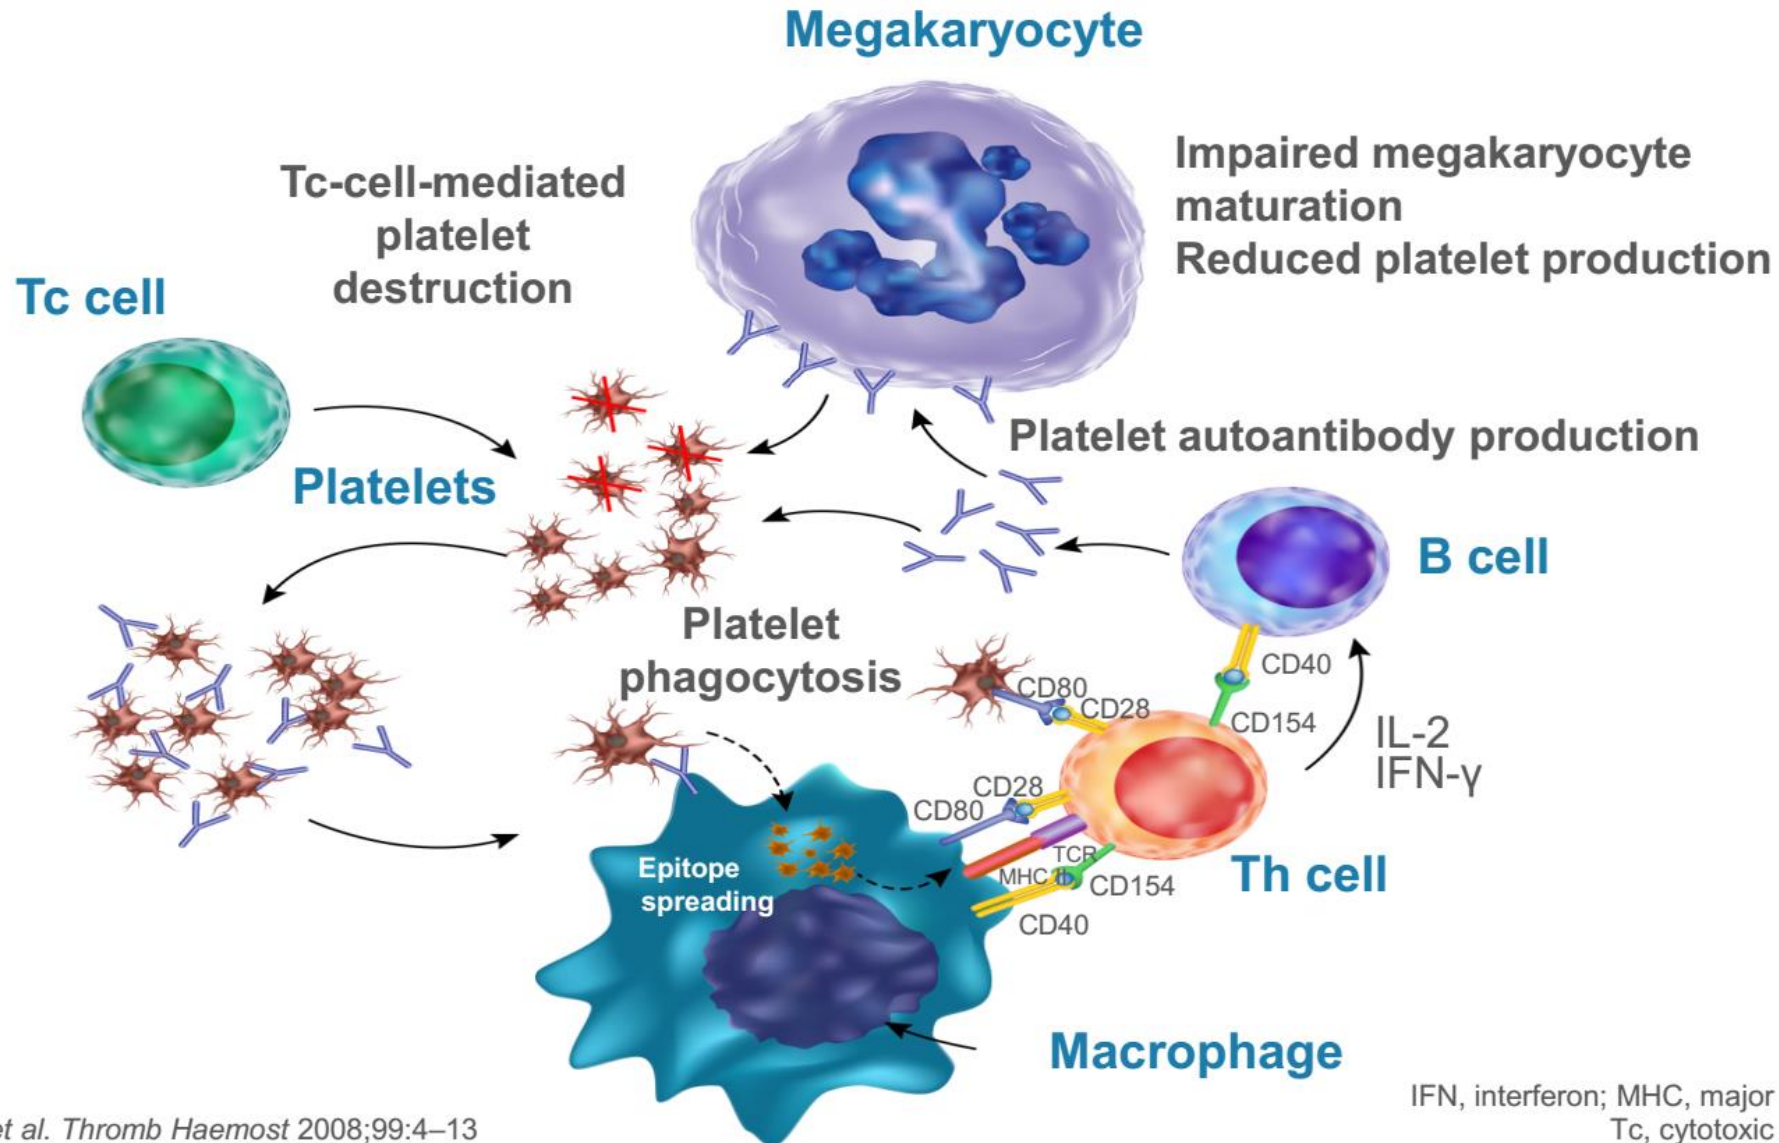 Megakaryocyte
Impaired megakaryocyte
maturation
Reduced platelet production
Tc-cell-mediated
platelet
destruction
Tc cell
Platelets
Platelet autoantibody production
B cell
Platelet
phagocytosis
CD80
CD28
CD40
CD154
IL-2
IFN-γ
CD28
CD80
TCR
MHC II
CD154
CD40
Th cell
Epitope
spreading
Macrophage
IFN, interferon; MHC, major
Tc, cytotoxic
et al. Thromb Haemost 2008;99:4–13